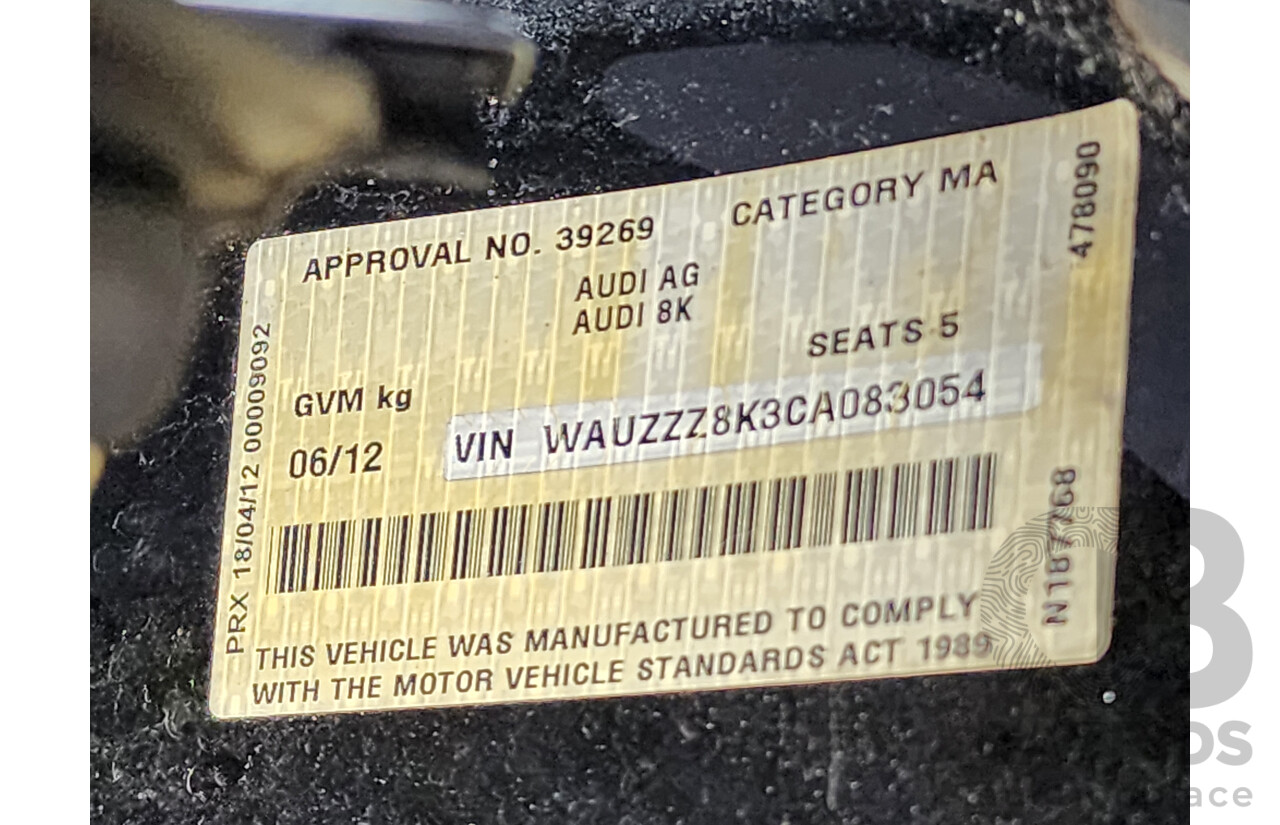 APPROVAL NO. 39269
CATEGORY MA
AUDI AG
AUDI 8K
SEATS 5
GVM kg
06/12
VIN WAUZZZ8K3CA083054
THIS VEHICLE WAS MANUFACTURED TO COMPLY
WITH THE MOTOR VEHICLE STANDARDS ACT 1989
PRX 18/04/12 00009092
478090
N187768